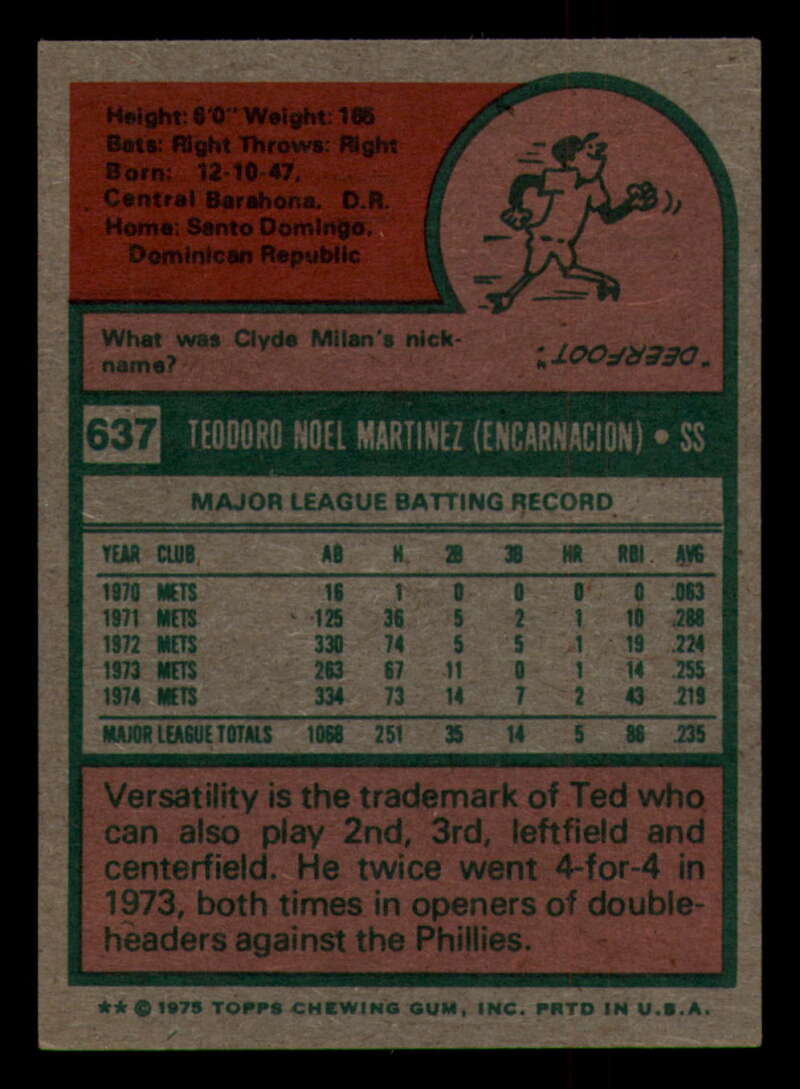 Height: 6'0" Weight: 165
Bats: Right Throws: Right
Born: 12-10-47,
Central Barahona, D.R.
Home: Santo Domingo,
Dominican Republic
What was Clyde Milan's nick-
name?
"DEERFOOT".
637 TEODORO NOEL MARTINEZ (ENCARNACION) • SS
MAJOR LEAGUE BATTING RECORD
YEAR CLUB AB H 2B 3B HR RBI AVG
1970 METS 16 1 0 0 0 0 .063
1971 METS 125 36 5 2 1 10 .288
1972 METS 330 74 5 5 1 19 .224
1973 METS 263 67 11 0 1 14 .255
1974 METS 334 73 14 7 2 43 .219
MAJOR LEAGUE TOTALS 1068 251 35 14 5 86 .235
Versatility is the trademark of Ted who
can also play 2nd, 3rd, leftfield and
centerfield. He twice went 4-for-4 in
1973, both times in openers of double-
headers against the Phillies.
** © 1975 TOPPS CHEWING GUM, INC. PRTD IN U.S.A.